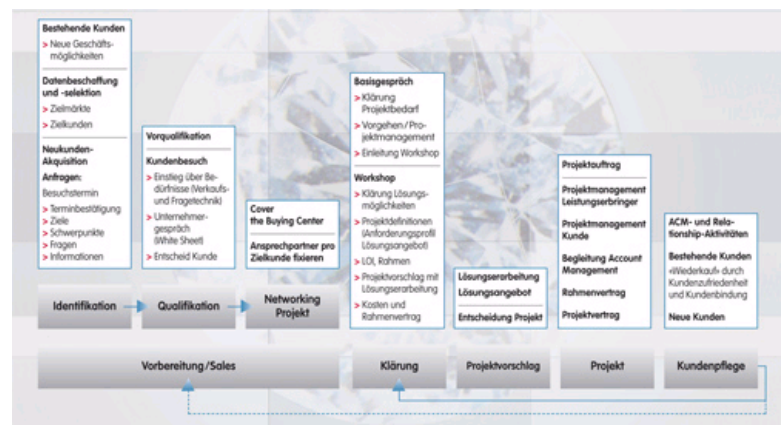 Bestehende Kunden
> Neue Geschäfts-
möglichkeiten
Datenbeschaffung
und -selektion
> Zielmärkte
> Zielkunden
Neukunden-
Akquisition
Anfragen:
Besuchstermin
> Terminbestätigung
> Ziele
> Schwerpunkte
> Fragen
> Informationen
Identifikation
Vorqualifikation
Kundenbesuch
> Einstieg über Be-
dürfnisse (Verkaufs-
und Fragetechnik)
> Unternehmer-
gespräch
(White Sheet)
> Entscheid Kunde
Qualifikation
Cover
the Buying Center
Ansprechpartner pro
Zielkunde fixieren
Networking
Projekt
Vorbereitung/Sales
Basisgespräch
> Klärung
Projektbedarf
> Vorgehen/Pro-
jektmanagement
> Einleitung Workshop
Workshop
> Klärung Lösungs-
möglichkeiten
> Projektdefinitionen
(Anforderungsprofil
Lösungsangebot)
> LOI, Rahmen
> Projektvorschlag mit
Lösungserarbeitung
> Kosten und
Rahmenvertrag
Klärung
Lösungserarbeitung
Lösungsangebot
Entscheidung Projekt
Projektvorschlag
Projektauftrag
Projektmanagement
Leistungserbringer
Projektmanagement
Kunde
Begleitung Account
Management
Rahmenvertrag
Projektvertrag
Projekt
ACM- und Rela-
tionship-Aktivitäten
Bestehende Kunden
«Wiederkauf» durch
Kundenzufriedenheit
und Kundenbindung
Neue Kunden
Kundenpflege